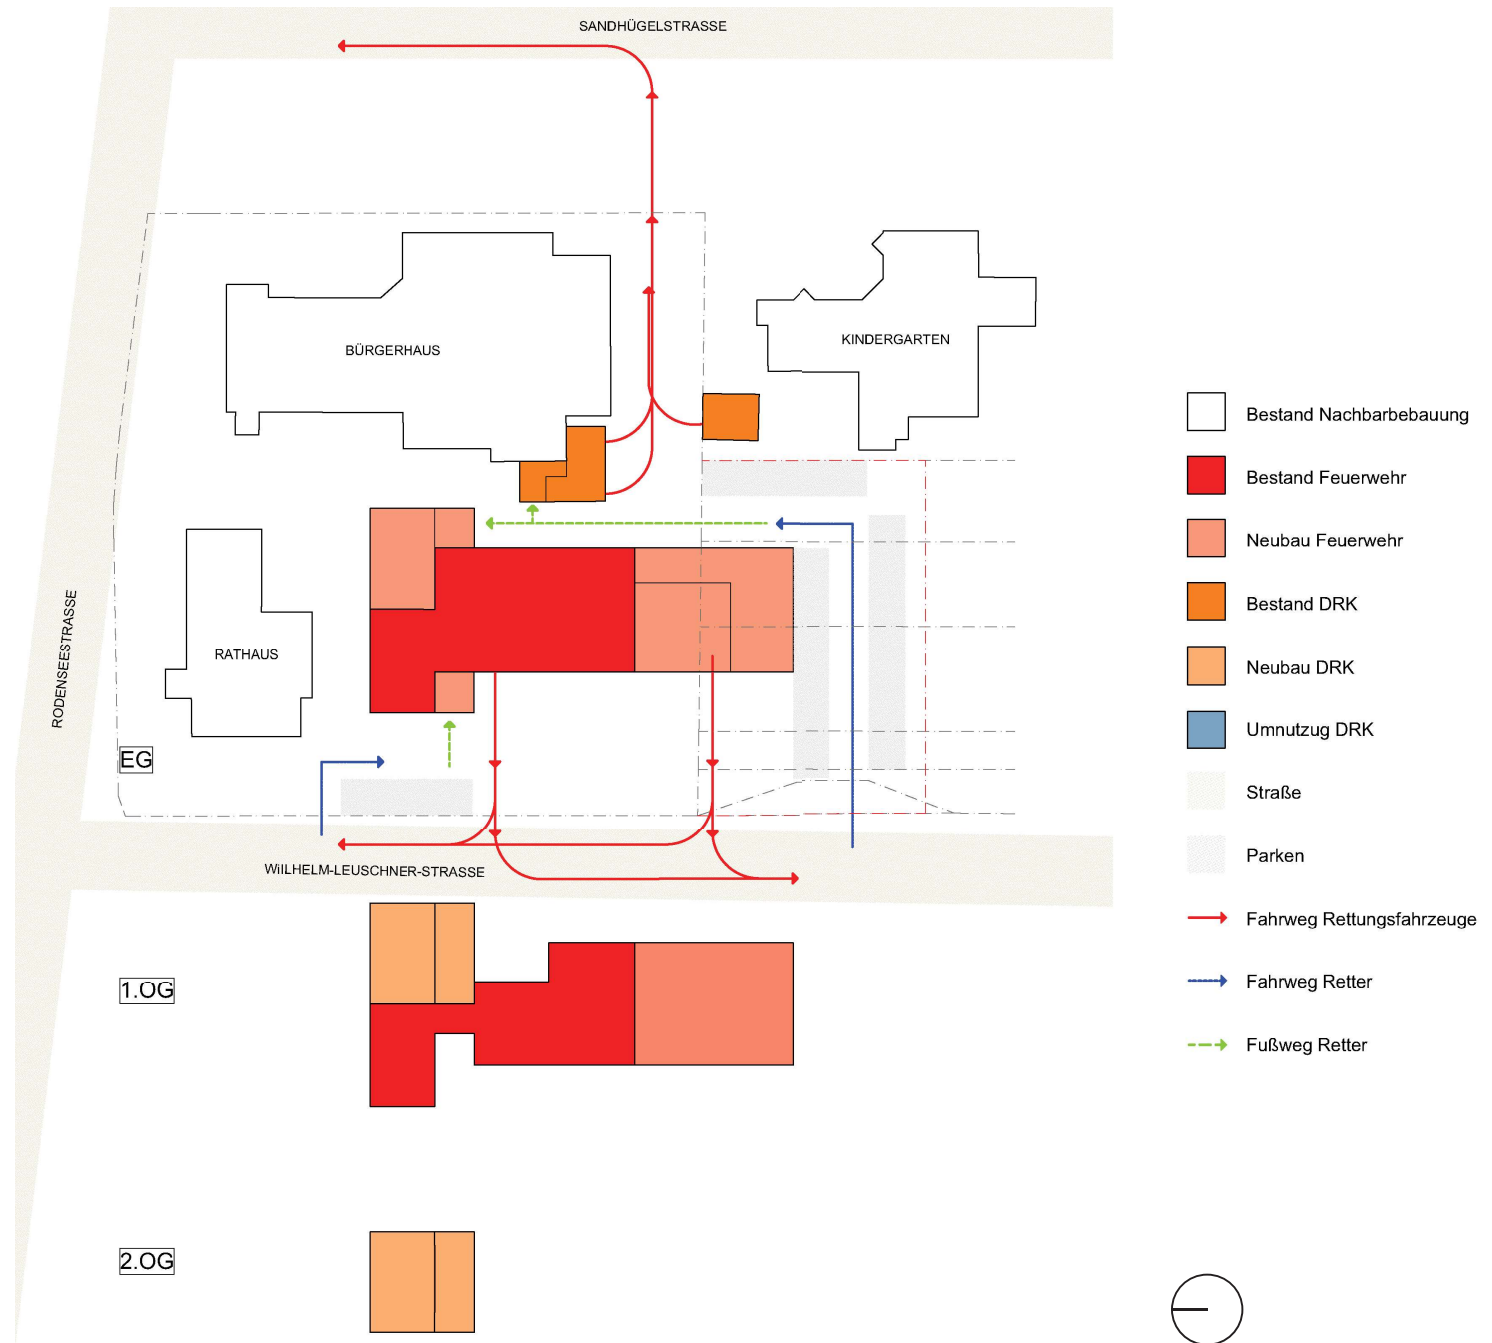 SANDHÜGELSTRASSE
BÜRGERHAUS
KINDERGARTEN
RATHAUS
RODENSEESTRASSE
EG
WIILHELM-LEUSCHNER-STRASSE
1.OG
2.OG
Bestand Nachbarbebauung
Bestand Feuerwehr
Neubau Feuerwehr
Bestand DRK
Neubau DRK
Umnutzug DRK
Straße
Parken
Fahrweg Rettungsfahrzeuge
Fahrweg Retter
Fußweg Retter